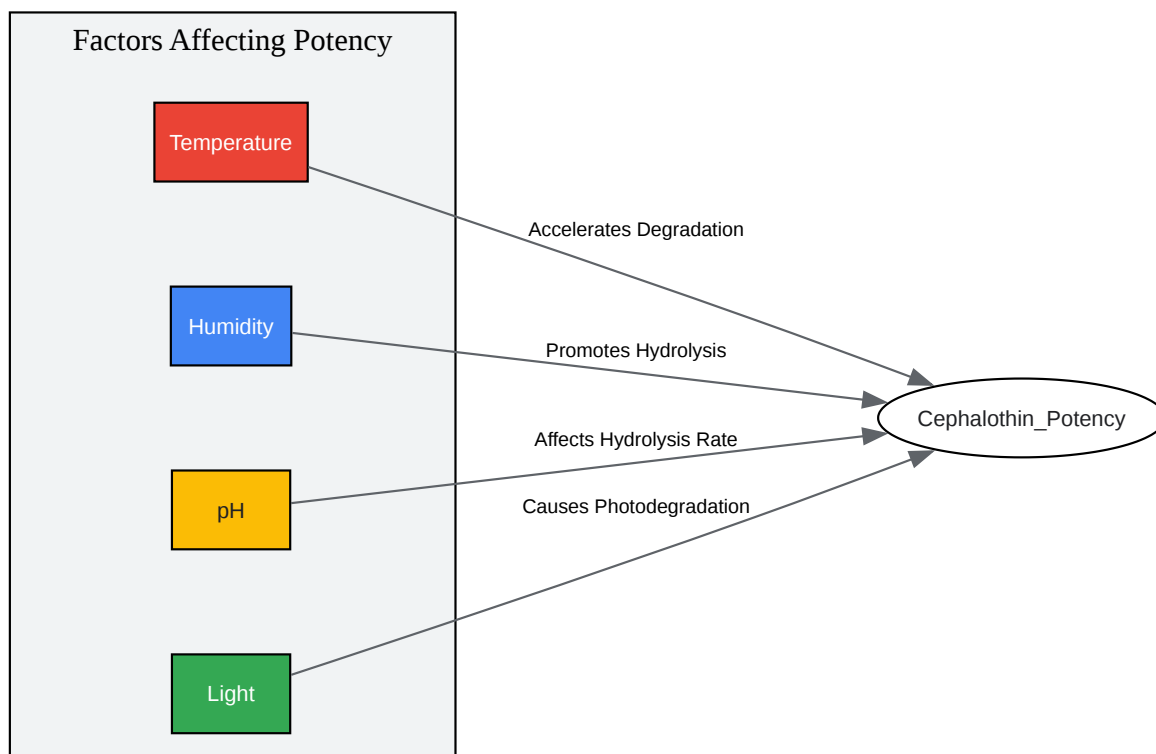 Factors Affecting Potency
Temperature
Accelerates Degradation
Humidity
Promotes Hydrolysis
Cephalothin_Potency
Affects Hydrolysis Rate
pH
Causes Photodegradation
Light